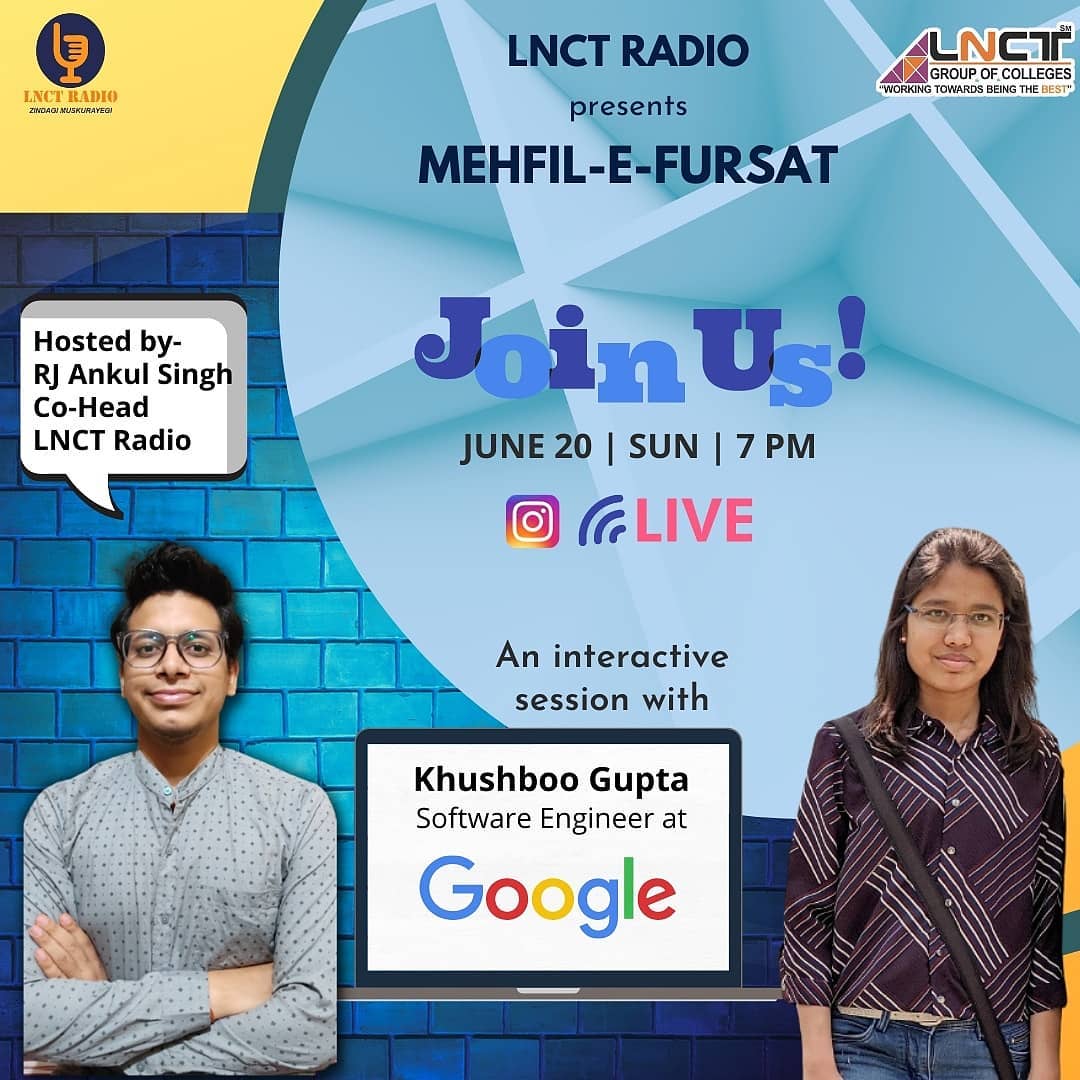 LNCT RADIO
ZINDAGI MUSKURAYEGI
LNCT RADIO
presents
MEHFIL-E-FURSAT
LNCT SM
GROUP OF COLLEGES
"WORKING TOWARDS BEING THE BEST"
Hosted by-
RJ Ankul Singh
Co-Head
LNCT Radio
Join Us!
JUNE 20 | SUN | 7 PM
LIVE
An interactive
session with
Khushboo Gupta
Software Engineer at
Google